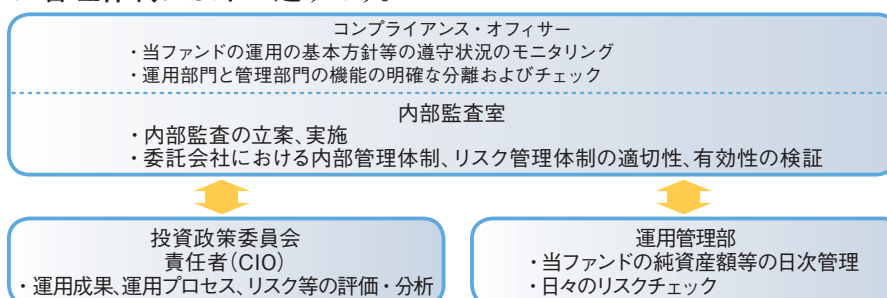 コンプライアンス・オフィサー
・当ファンドの運用の基本方針等の遵守状況のモニタリング
・運用部門と管理部門の機能の明確な分離およびチェック
内部監査室
・内部監査の立案、実施
・委託会社における内部管理体制、リスク管理体制の適切性、有効性の検証
投資政策委員会
責任者(CIO)
・運用成果、運用プロセス、リスク等の評価・分析
運用管理部
・当ファンドの純資産額等の日次管理
・日々のリスクチェック